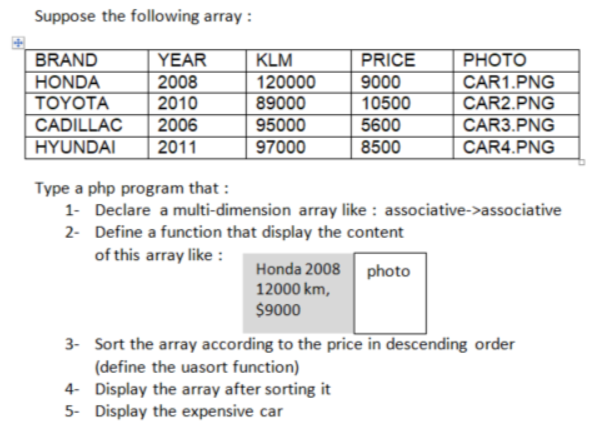 Suppose the following array :
BRAND YEAR KLM PRICE PHOTO
HONDA 2008 120000 9000 CAR1.PNG
TOYOTA 2010 89000 10500 CAR2.PNG
CADILLAC 2006 95000 5600 CAR3.PNG
HYUNDAI 2011 97000 8500 CAR4.PNG
Type a php program that :
1- Declare a multi-dimension array like : associative->associative
2- Define a function that display the content
of this array like :
Honda 2008 photo
12000 km,
$9000
3- Sort the array according to the price in descending order
(define the uasort function)
4- Display the array after sorting it
5- Display the expensive car